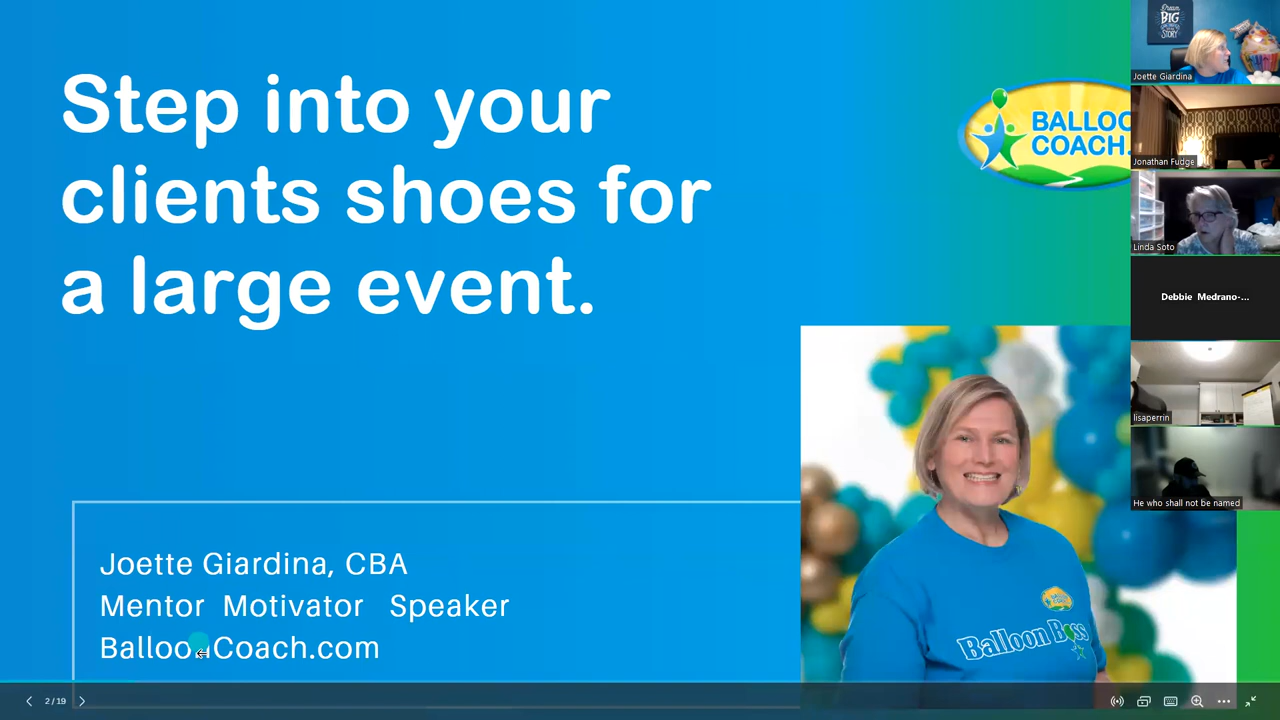 Step into your
clients shoes for
a large event.
BALLOO
COACH.
Joette Giardina, CBA
Mentor Motivator Speaker
BalloonCoach.com
Balloon Boss
Dream
BIG
STORY
Joette Giardina
Jonathan Fudge
Linda Soto
Debbie Medrano-...
lisaperrin
He who shall not be named
2 / 19